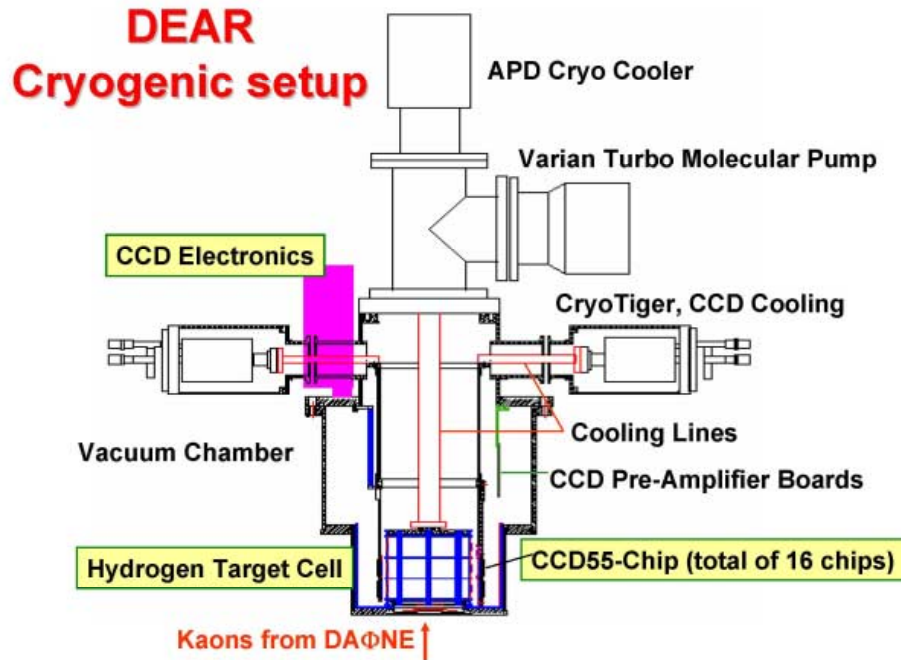 DEAR
Cryogenic setup
APD Cryo Cooler
Varian Turbo Molecular Pump
CCD Electronics
CryoTiger, CCD Cooling
Vacuum Chamber
Cooling Lines
CCD Pre-Amplifier Boards
Hydrogen Target Cell
CCD55-Chip (total of 16 chips)
Kaons from DAΦNE